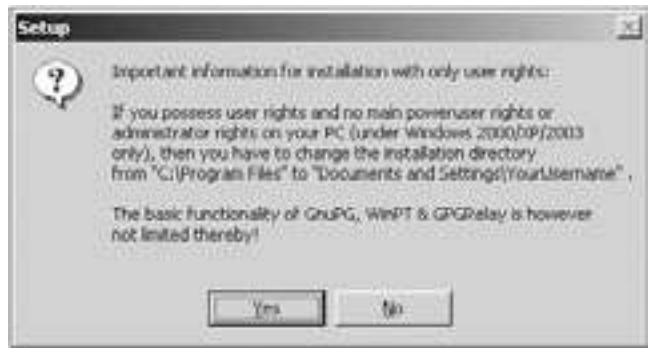 Setup
Important information for installation with only user rights:
If you possess user rights and no main poweruser rights or
administrator rights on your PC (under Windows 2000/XP/2003
only), then you have to change the installation directory
from "C:\Program Files" to "Documents and Settings\YourUsername" .
The basic functionality of GnuPG, WinPT & GPGRelay is however
not limited thereby!
Yes
No